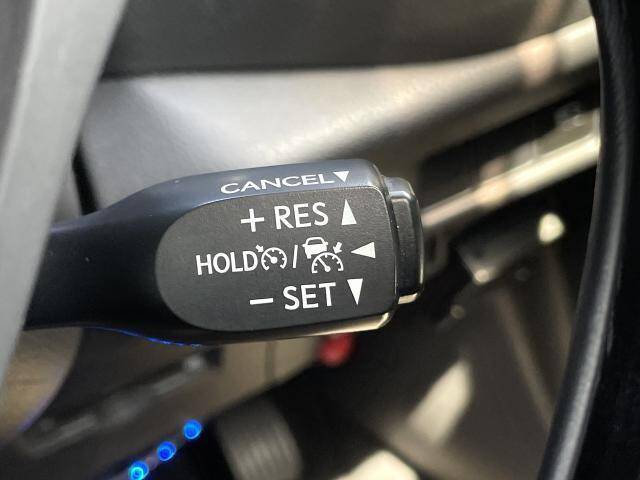 CANCEL▼
+ RES ▲
HOLD / ◀
− SET ▼